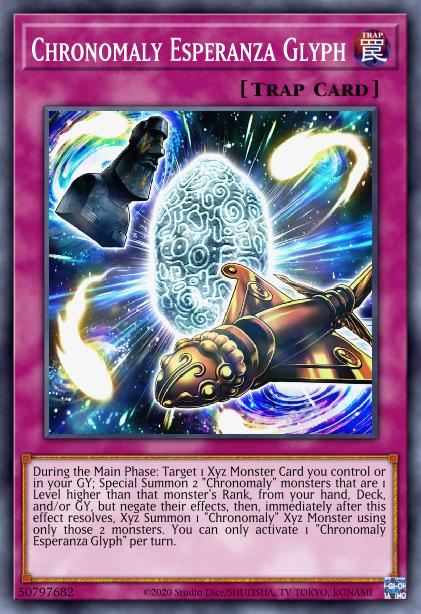 CHRONOMALY ESPERANZA GLYPH
TRAP
罠
[TRAP CARD]
During the Main Phase: Target 1 Xyz Monster Card you control or
in your GY; Special Summon 2 "Chronomaly" monsters that are 1
Level higher than that monster's Rank, from your hand, Deck,
and/or GY, but negate their effects, then, immediately after this
effect resolves, Xyz Summon 1 "Chronomaly" Xyz Monster using
only those 2 monsters. You can only activate 1 "Chronomaly
Esperanza Glyph" per turn.
50797682
©2020 Studio Dice/SHUEISHA, TV TOKYO, KONAMI